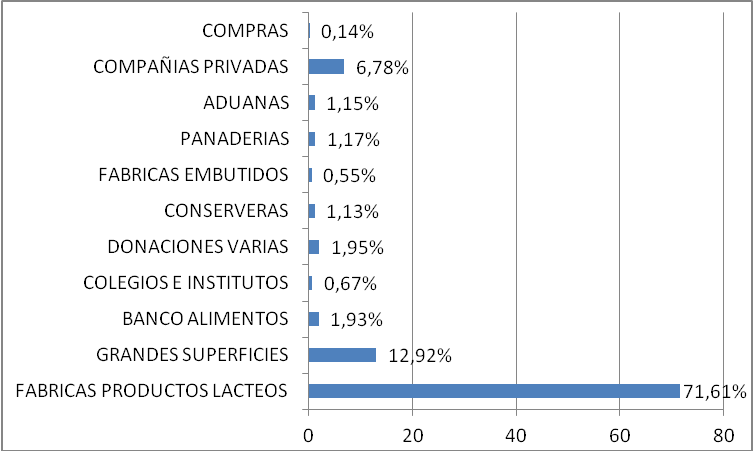 COMPRAS 0,14%
COMPAÑIAS PRIVADAS 6,78%
ADUANAS 1,15%
PANADERIAS 1,17%
FABRICAS EMBUTIDOS 0,55%
CONSERVERAS 1,13%
DONACIONES VARIAS 1,95%
COLEGIOS E INSTITUTOS 0,67%
BANCO ALIMENTOS 1,93%
GRANDES SUPERFICIES 12,92%
FABRICAS PRODUCTOS LACTEOS 71,61%
0 20 40 60 80